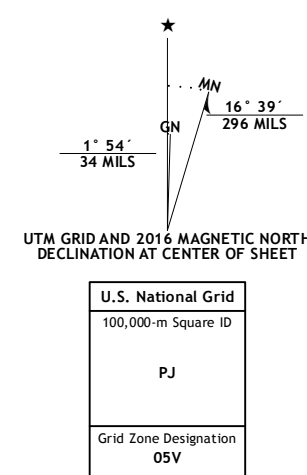 MN
GN
16° 39´
296 MILS
1° 54´
34 MILS
UTM GRID AND 2016 MAGNETIC NORTH
DECLINATION AT CENTER OF SHEET
U.S. National Grid
100,000-m Square ID
PJ
Grid Zone Designation
05V